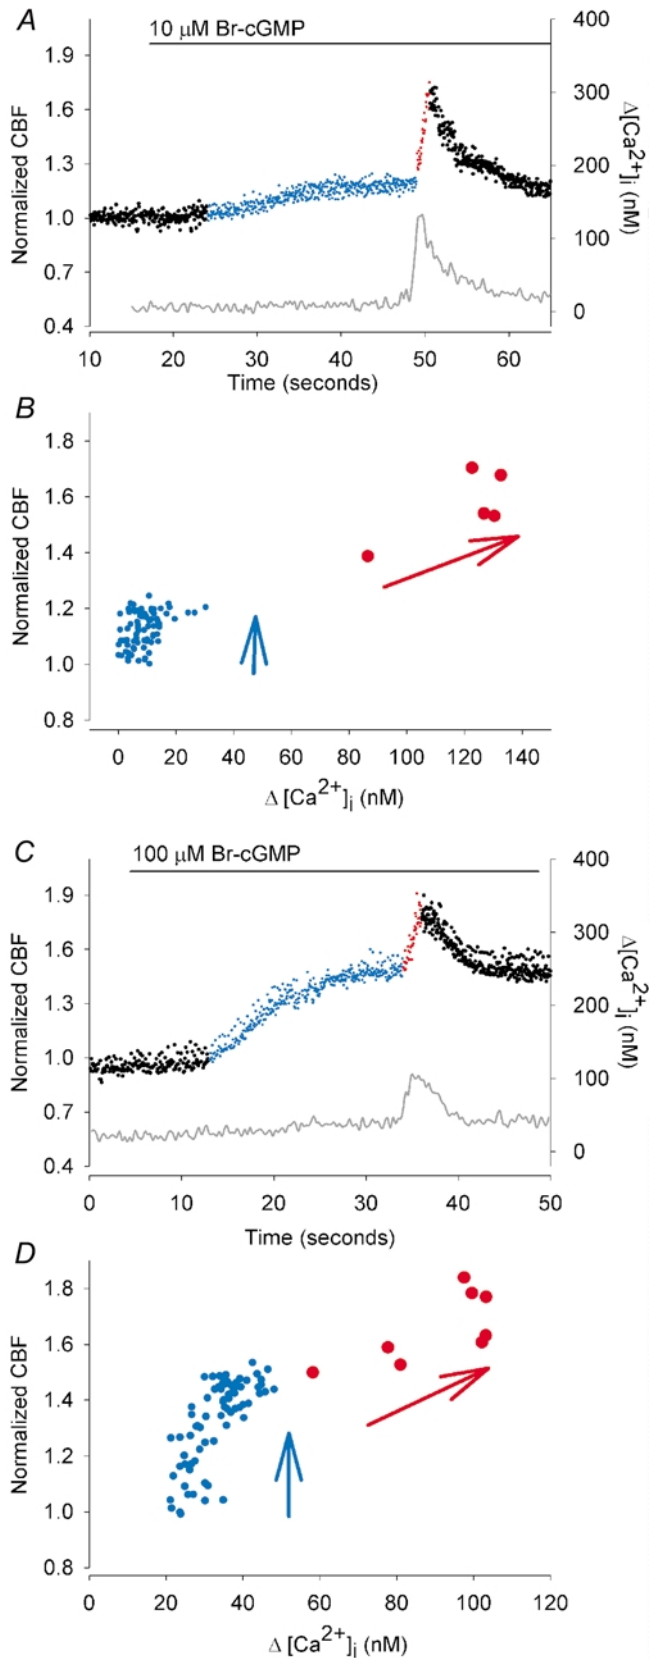 A
10 μM Br-cGMP
400
1.9
300
1.6
1.3
200
1.0
100
0.7
0
0.4
Normalized CBF
Δ[Ca2+]i (nM)
10 20 30 40 50 60
Time (seconds)
B
1.8
1.6
1.4
1.2
1.0
0.8
Normalized CBF
0 20 40 60 80 100 120 140
Δ [Ca2+]i (nM)
C
100 μM Br-cGMP
400
1.9
300
1.6
1.3
200
1.0
100
0.7
0
0.4
Normalized CBF
Δ[Ca2+]i (nM)
0 10 20 30 40 50
Time (seconds)
D
1.8
1.6
1.4
1.2
1.0
0.8
Normalized CBF
0 20 40 60 80 100 120
Δ [Ca2+]i (nM)